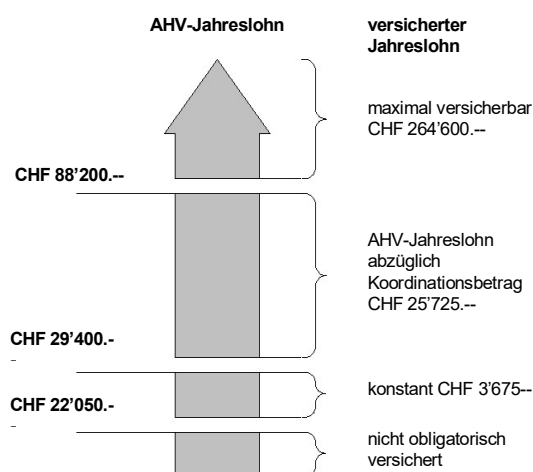 AHV-Jahreslohn
versicherter
Jahreslohn
maximal versicherbar
CHF 264'600.--
CHF 88'200.--
AHV-Jahreslohn
abzüglich
Koordinationsbetrag
CHF 25'725.--
CHF 29'400.-
-
konstant CHF 3'675--
CHF 22'050.-
-
nicht obligatorisch
versichert